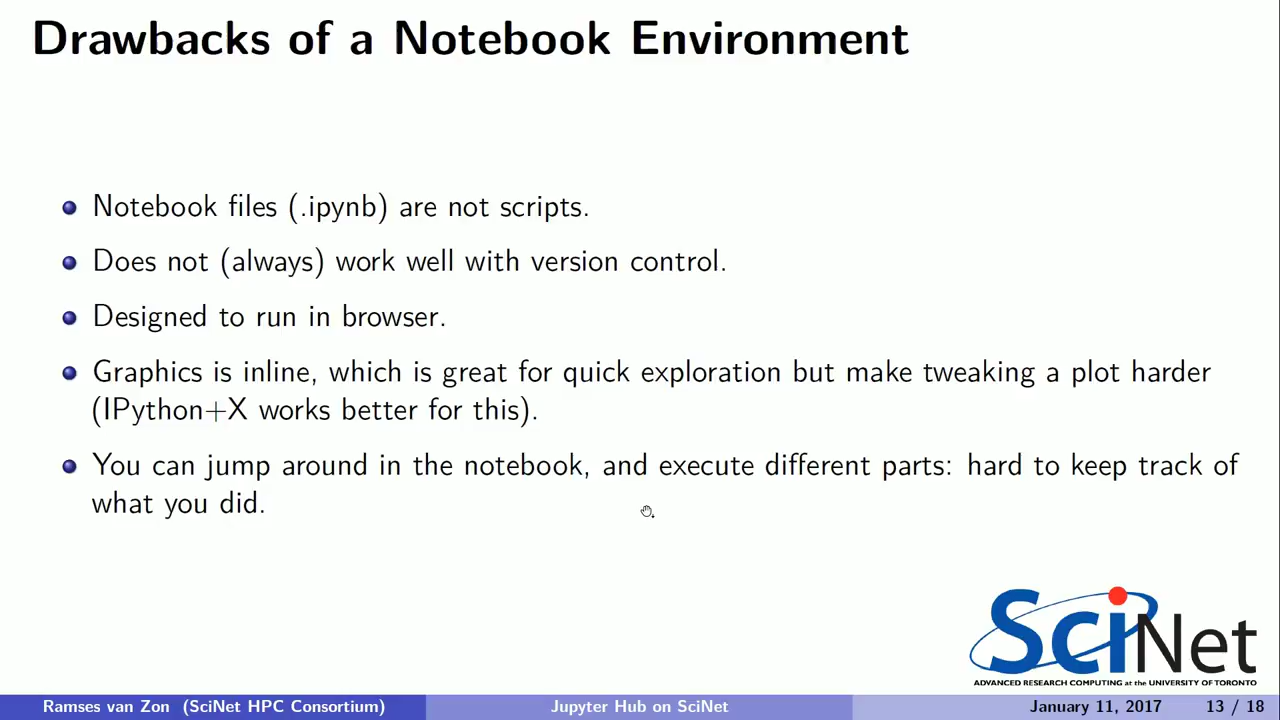 Drawbacks of a Notebook Environment
Notebook files (.ipynb) are not scripts.
Does not (always) work well with version control.
Designed to run in browser.
Graphics is inline, which is great for quick exploration but make tweaking a plot harder
(IPython+X works better for this).
You can jump around in the notebook, and execute different parts: hard to keep track of
what you did.
SciNet
ADVANCED RESEARCH COMPUTING at the UNIVERSITY OF TORONTO
Ramses van Zon (SciNet HPC Consortium) Jupyter Hub on SciNet January 11, 2017 13 / 18